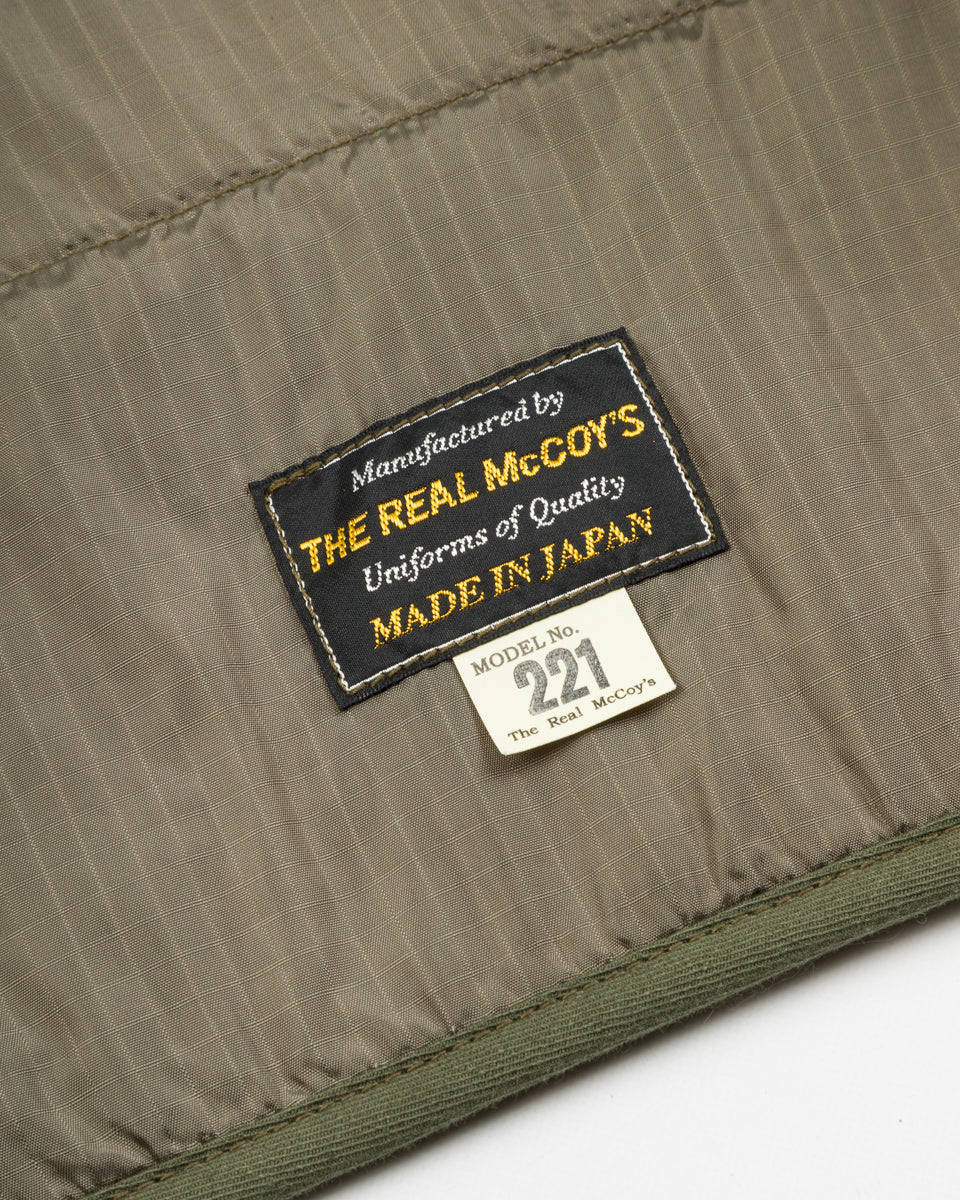 Manufactured by
THE REAL McCOY'S
Uniforms of Quality
MADE IN JAPAN
MODEL No.
221
The Real McCoy's